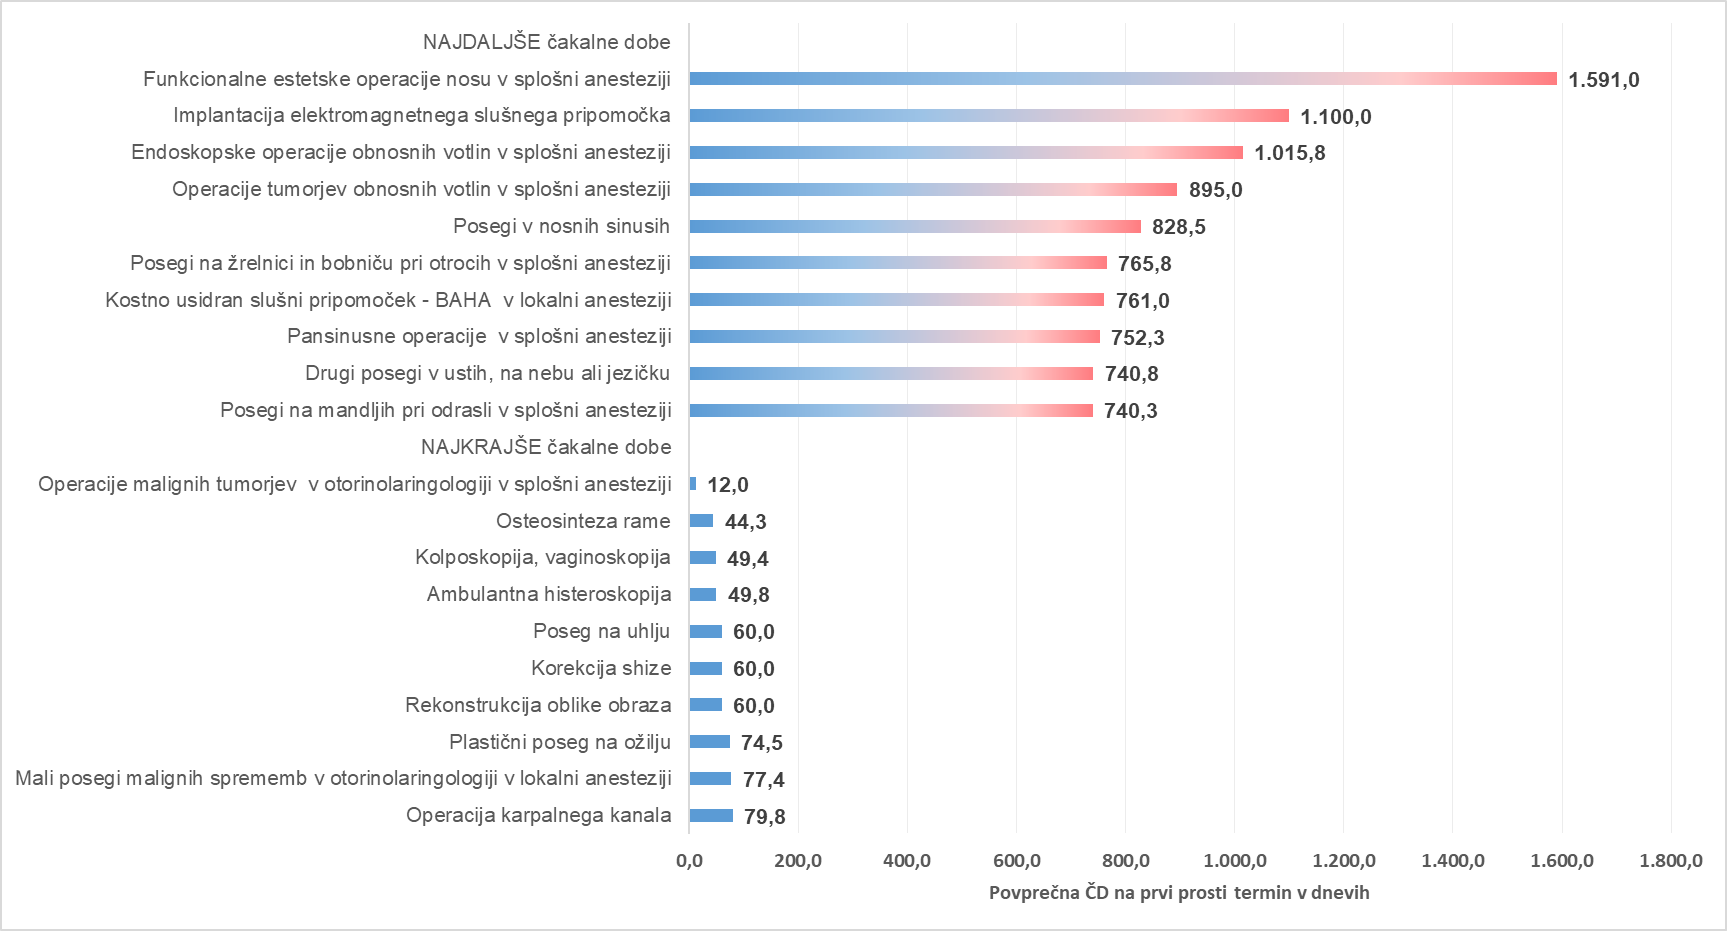 NAJDALJŠE čakalne dobe
Funkcionalne estetske operacije nosu v splošni anesteziji 1.591,0
Implantacija elektromagnetnega slušnega pripomočka 1.100,0
Endoskopske operacije obnosnih votlin v splošni anesteziji 1.015,8
Operacije tumorjev obnosnih votlin v splošni anesteziji 895,0
Posegi v nosnih sinusih 828,5
Posegi na žrelnici in bobniču pri otrocih v splošni anesteziji 765,8
Kostno usidran slušni pripomoček - BAHA  v lokalni anesteziji 761,0
Pansinusne operacije  v splošni anesteziji 752,3
Drugi posegi v ustih, na nebu ali jezičku 740,8
Posegi na mandljih pri odrasli v splošni anesteziji 740,3
NAJKRAJŠE čakalne dobe
Operacije malignih tumorjev  v otorinolaringologiji v splošni anesteziji 12,0
Osteosinteza rame 44,3
Kolposkopija, vaginoskopija 49,4
Ambulantna histeroskopija 49,8
Poseg na uhlju 60,0
Korekcija shize 60,0
Rekonstrukcija oblike obraza 60,0
Plastični poseg na ožilju 74,5
Mali posegi malignih sprememb v otorinolaringologiji v lokalni anesteziji 77,4
Operacija karpalnega kanala 79,8
0,0 200,0 400,0 600,0 800,0 1.000,0 1.200,0 1.400,0 1.600,0 1.800,0
Povprečna ČD na prvi prosti termin v dnevih